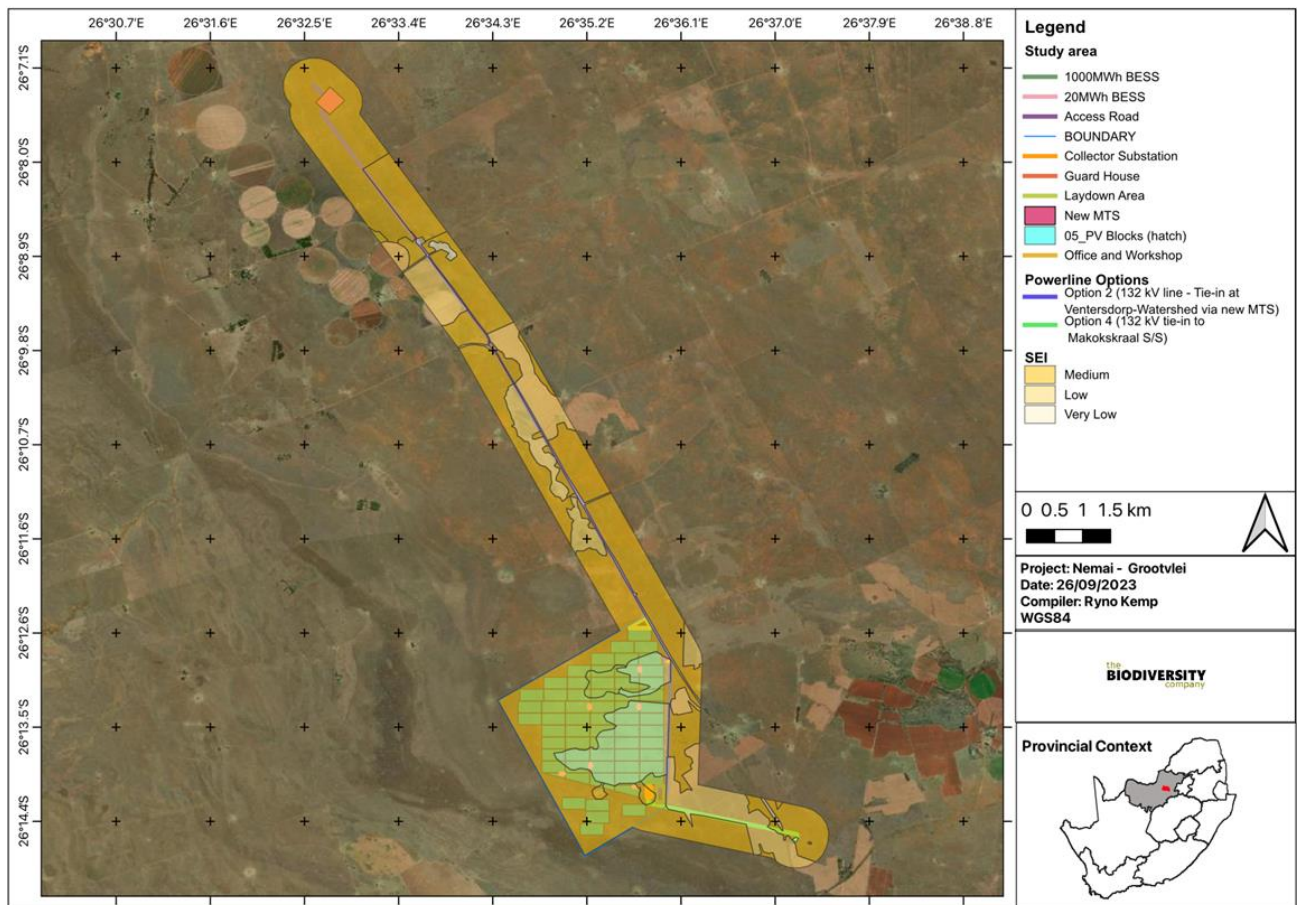 26°30.7'E 26°31.6'E 26°32.5'E 26°33.4'E 26°34.3'E 26°35.2'E 26°36.1'E 26°37.0'E 26°37.9'E 26°38.8'E
26°7.1'S
26°8.0'S
26°8.9'S
26°9.8'S
26°10.7'S
26°11.6'S
26°12.6'S
26°13.5'S
26°14.4'S
Legend
Study area
1000MWh BESS
20MWh BESS
Access Road
BOUNDARY
Collector Substation
Guard House
Laydown Area
New MTS
05_PV Blocks (hatch)
Office and Workshop
Powerline Options
Option 2 (132 kV line - Tie-in at
Ventersdorp-Watershed via new MTS)
Option 4 (132 kV tie-in to
Makokskraal S/S)
SEI
Medium
Low
Very Low
0 0.5 1 1.5 km
Project: Nemai - Grootvlei
Date: 26/09/2023
Compiler: Ryno Kemp
WGS84
the
BIODIVERSITY
company
Provincial Context